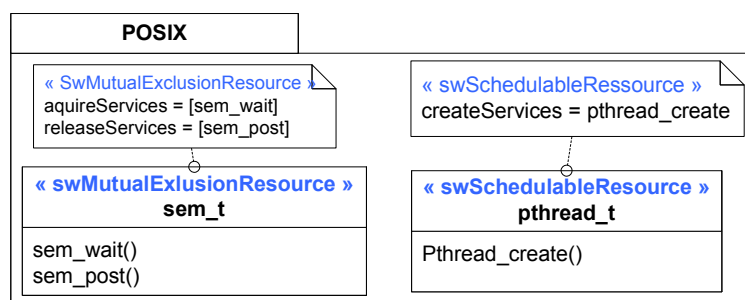 POSIX
« SwMutualExclusionResource »
aquireServices = [sem_wait]
releaseServices = [sem_post]
« swSchedulableRessource »
createServices = pthread_create
« swMutualExlusionResource »
sem_t
sem_wait()
sem_post()
« swSchedulableResource »
pthread_t
Pthread_create()